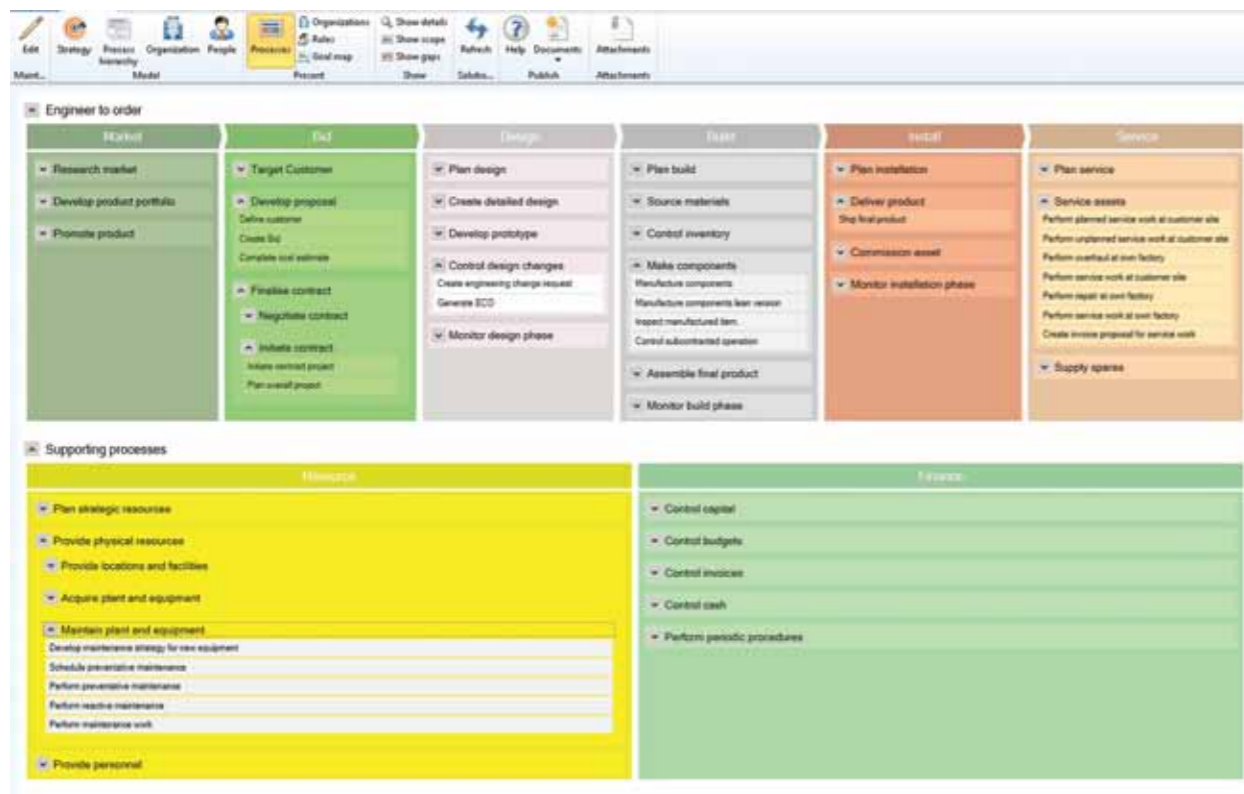 Edit
Strategy
Process hierarchy
Organization
People
Processes
Organizations
Roles
Goal map
Show details
Show scope
Show gaps
Refresh
Help
Documents
Attachments
Maint...
Model
Present
Show
Solutio...
Publish
Attachments
Engineer to order
Market
Bid
Design
Build
Install
Service
Research market
Develop product portfolio
Promote product
Target Customer
Develop proposal
Define customer
Create bid
Complete cost estimate
Finalise contract
Negotiate contract
Initiate contract
Initiate contract project
Plan overall project
Plan design
Create detailed design
Develop prototype
Control design changes
Create engineering change request
Generate ECO
Monitor design phase
Plan build
Source materials
Control inventory
Make components
Manufacture components
Manufacture components lean version
Inspect manufactured item.
Control subcontracted operation
Assemble final product
Monitor build phase
Plan installation
Deliver product
Ship final product
Commission asset
Monitor installation phase
Plan service
Service assets
Perform planned service work at customer site
Perform unplanned service work at customer site
Perform overhaul at own factory
Perform service work at customer site
Perform repair at own factory
Perform service work at own factory
Create invoice proposal for service work
Supply spares
Supporting processes
Resource
Finance
Plan strategic resources
Provide physical resources
Provide locations and facilities
Acquire plant and equipment
Maintain plant and equipment
Develop maintenance strategy for new equipment
Schedule preventative maintenance
Perform preventative maintenance
Perform reactive maintenance
Perform maintenance work
Provide personnel
Control capital
Control budgets
Control invoices
Control cash
Perform periodic procedures